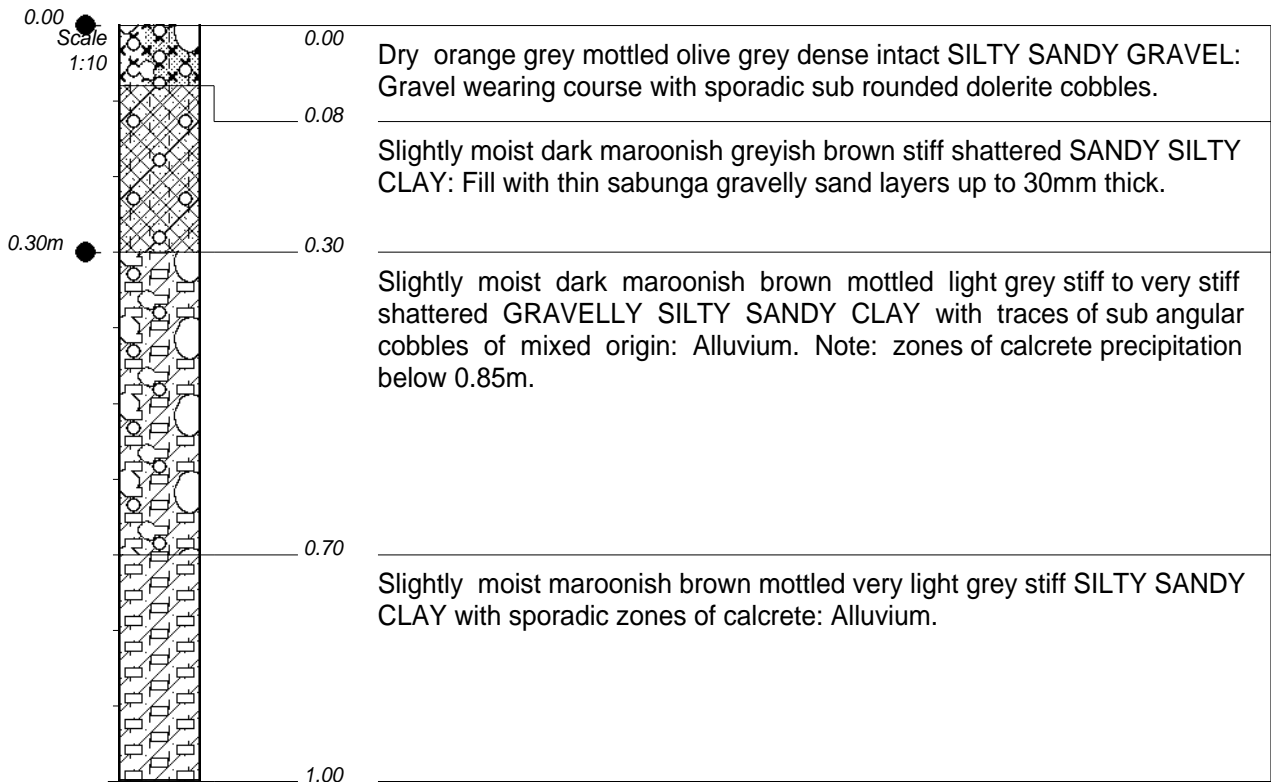 0.00
Scale
1:10
0.00
Dry orange grey mottled olive grey dense intact SILTY SANDY GRAVEL:
Gravel wearing course with sporadic sub rounded dolerite cobbles.
0.08
Slightly moist dark maroonish greyish brown stiff shattered SANDY SILTY
CLAY: Fill with thin sabunga gravelly sand layers up to 30mm thick.
0.30m
0.30
Slightly moist dark maroonish brown mottled light grey stiff to very stiff
shattered GRAVELLY SILTY SANDY CLAY with traces of sub angular
cobbles of mixed origin: Alluvium. Note: zones of calcrete precipitation
below 0.85m.
0.70
Slightly moist maroonish brown mottled very light grey stiff SILTY SANDY
CLAY with sporadic zones of calcrete: Alluvium.
1.00